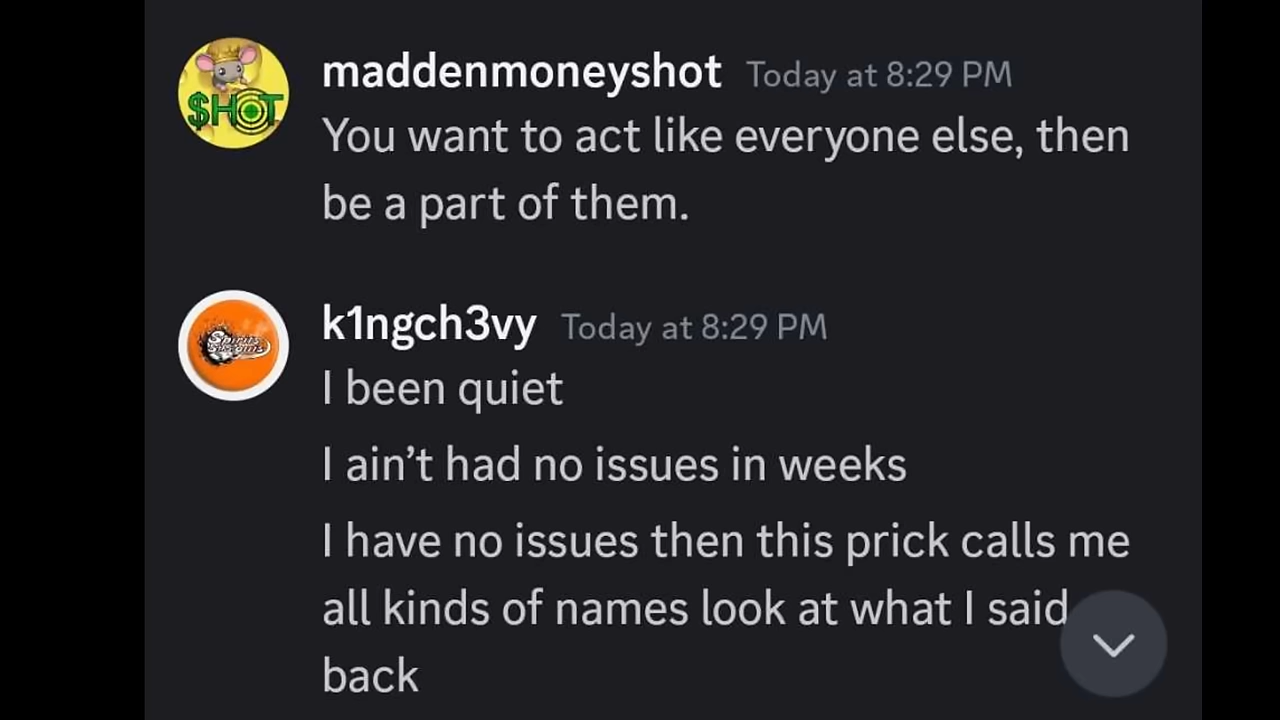 $HOT
maddenmoneyshot Today at 8:29 PM
You want to act like everyone else, then
be a part of them.
k1ngch3vy Today at 8:29 PM
I been quiet
I ain't had no issues in weeks
I have no issues then this prick calls me
all kinds of names look at what I said
back